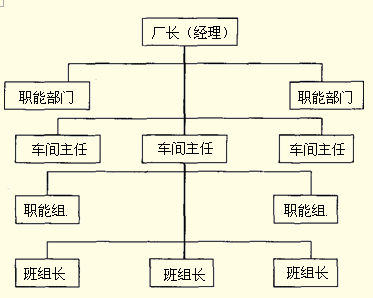 厂长（经理）
职能部门 职能部门
车间主任 车间主任 车间主任
职能组. 职能组.
班组长 班组长 班组长